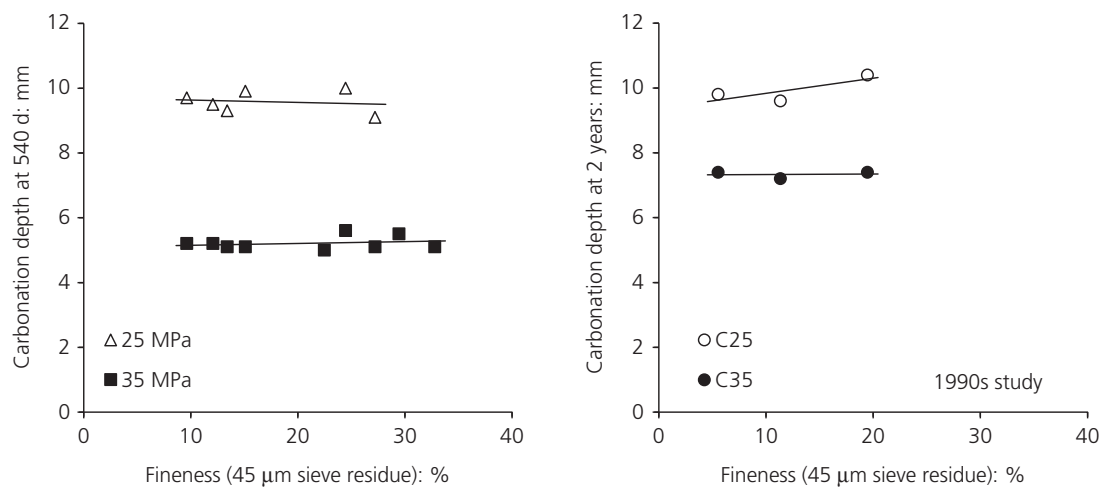 12
10
8
6
4
2
0
Carbonation depth at 540 d: mm
25 MPa
35 MPa
0 10 20 30 40
Fineness (45 μm sieve residue): %
12
10
8
6
4
2
0
Carbonation depth at 2 years: mm
C25
C35
1990s study
0 10 20 30 40
Fineness (45 μm sieve residue): %